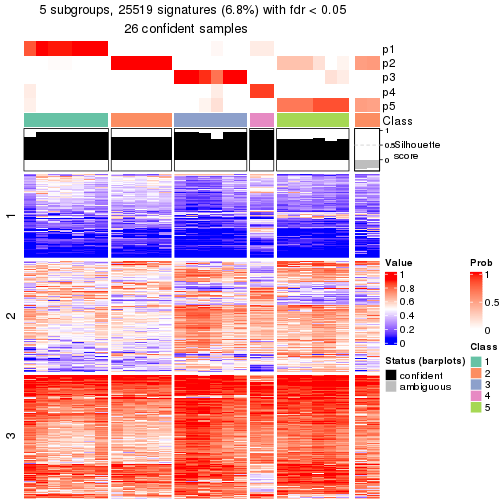 5 subgroups, 25519 signatures (6.8%) with fdr < 0.05
26 confident samples
p1
p2
p3
p4
p5
Class
1
0.5
0
Silhouette
score
1
2
3
Value
1
0.8
0.6
0.4
0.2
0
Status (barplots)
confident
ambiguous
Prob
1
0.5
0
Class
1
2
3
4
5